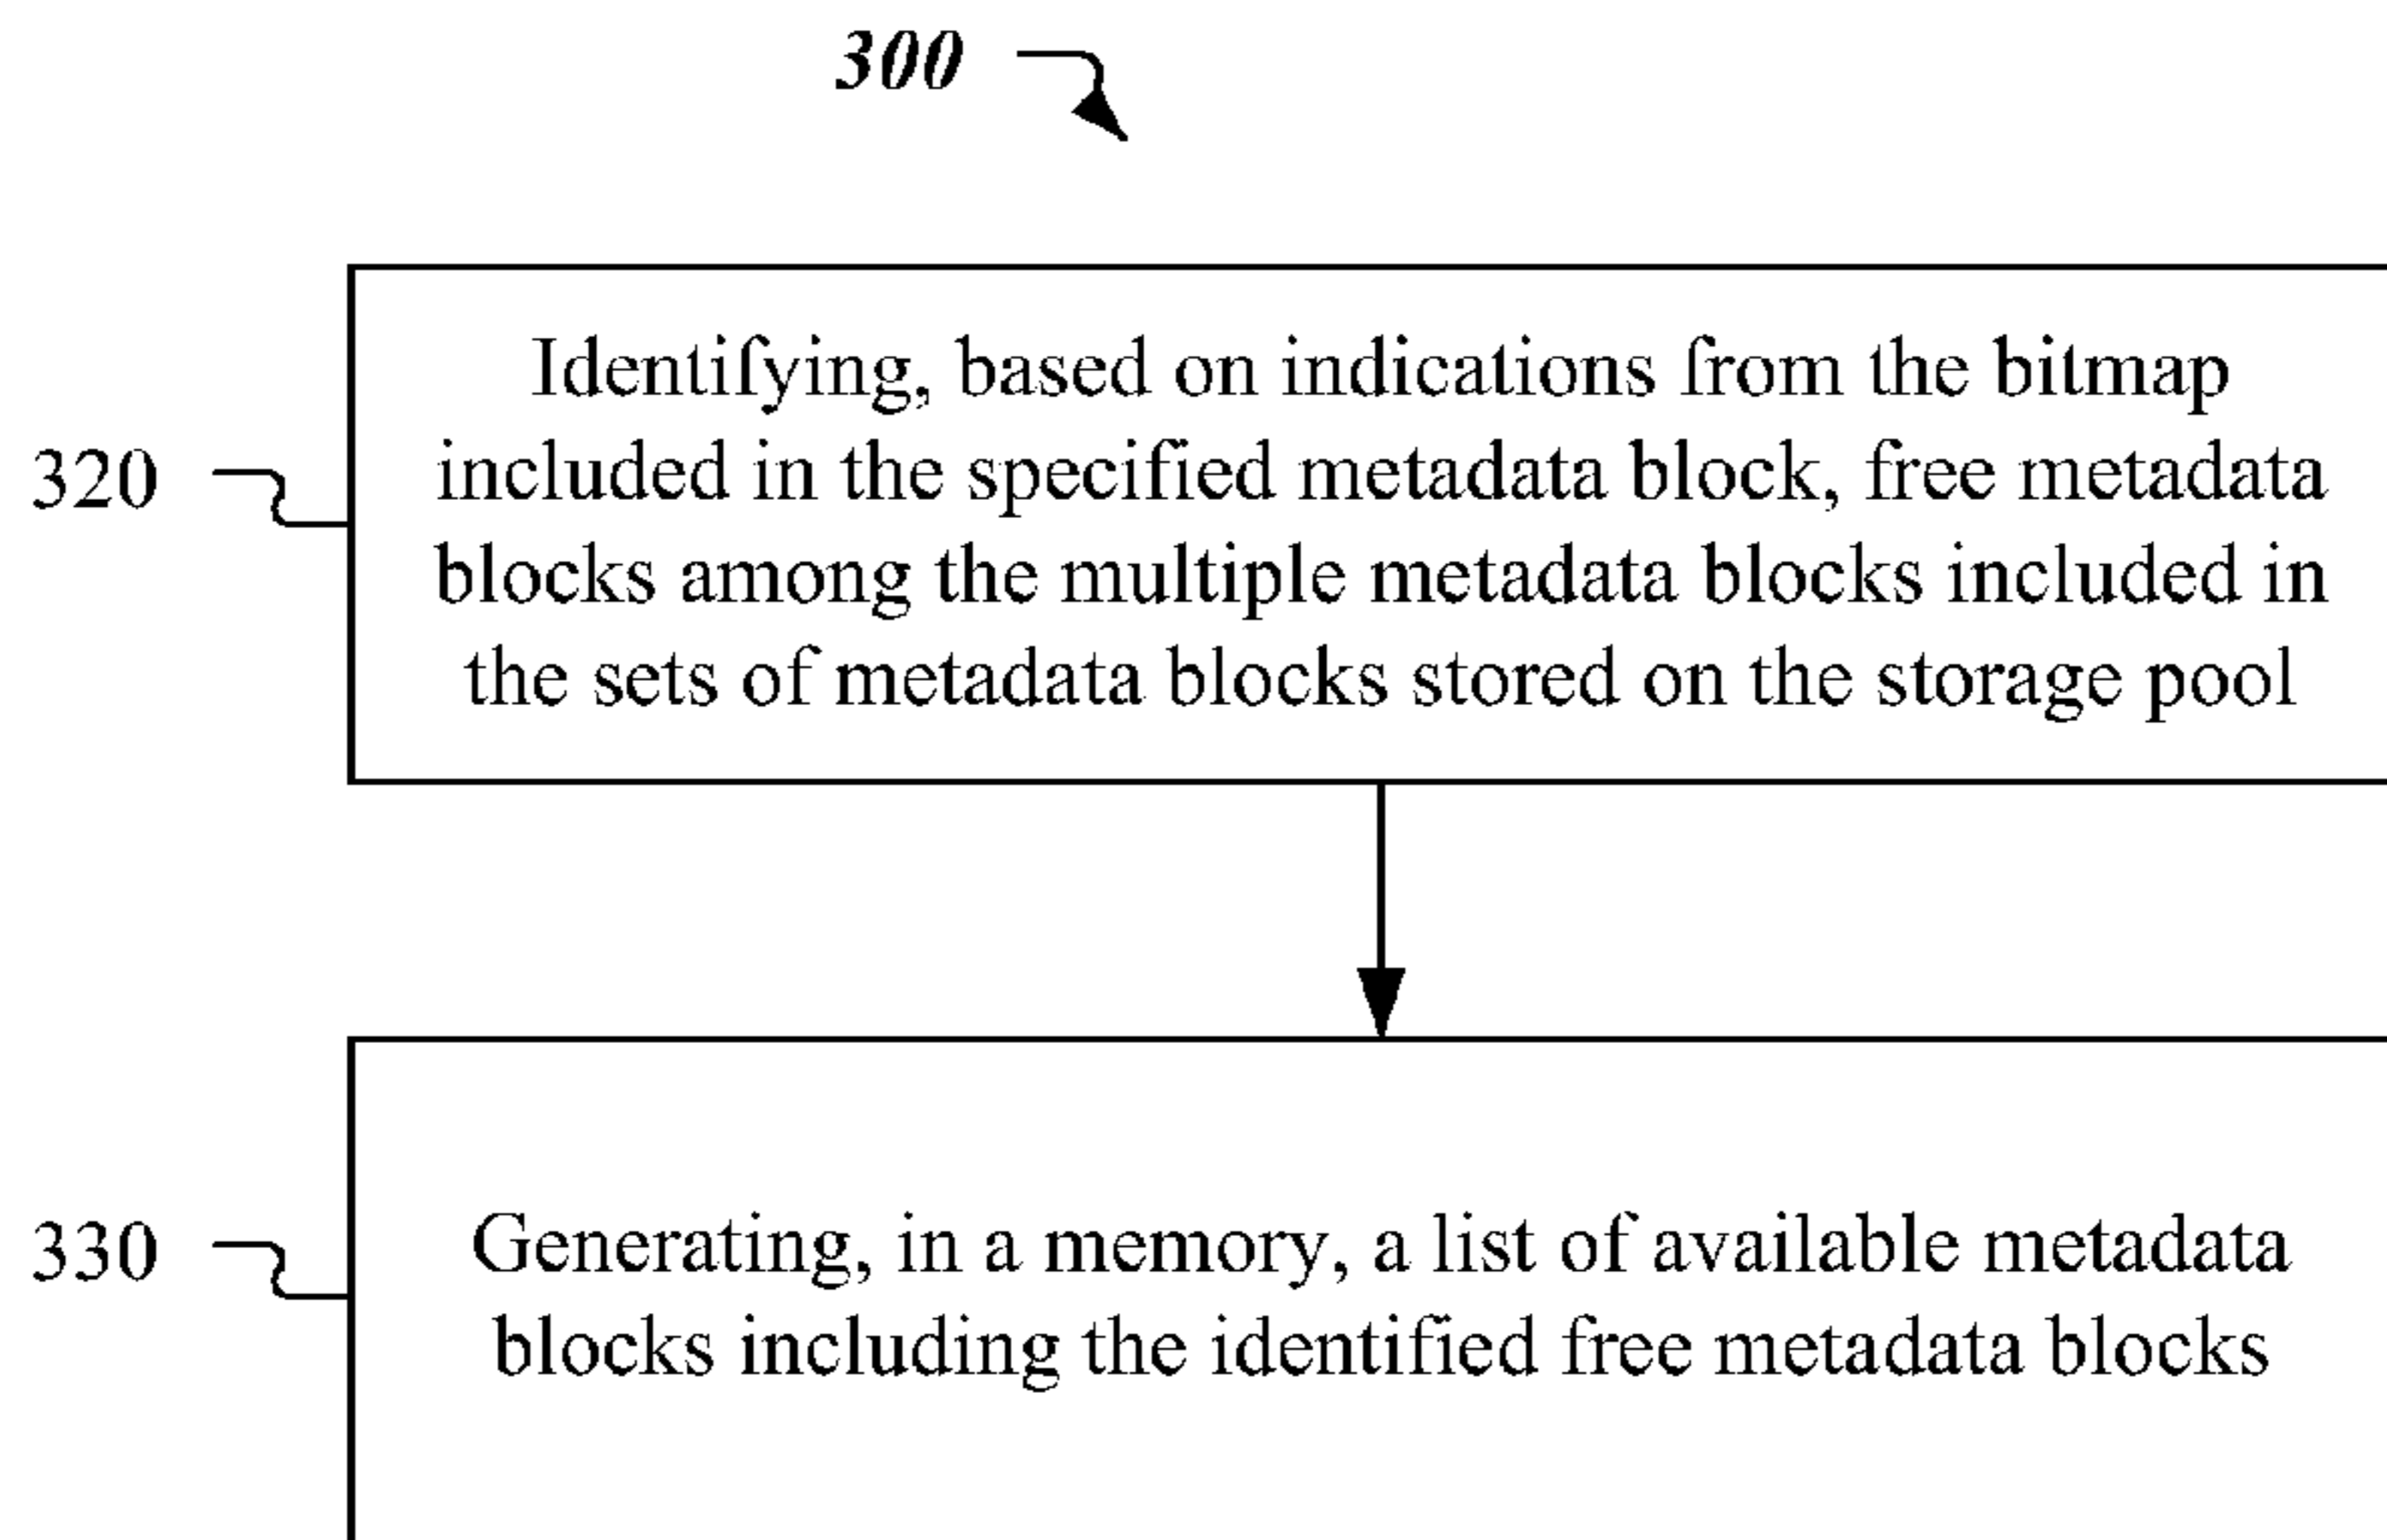 300
Identifying, based on indications from the bitmap
320
included in the specified metadata block, free metadata
blocks among the multiple metadata blocks included in
the sets of metadata blocks stored on the storage pool
330
Generating, in a memory, a list of available metadata
blocks including the identified free metadata blocks